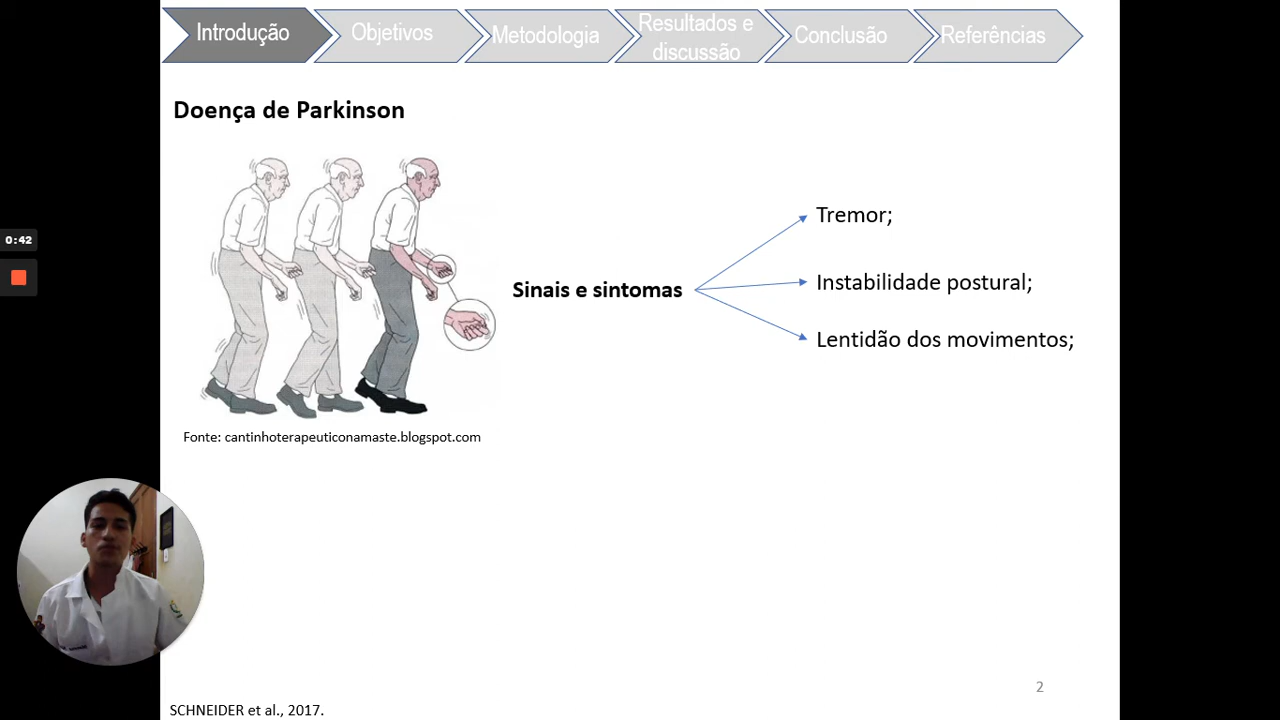 Introdução
Objetivos
Metodologia
Resultados e
discussão
Conclusão
Referências
Doença de Parkinson
0:42
Tremor;
Sinais e sintomas
Instabilidade postural;
Lentidão dos movimentos;
Fonte: cantinhoterapeuticonamaste.blogspot.com
2
SCHNEIDER et al., 2017.